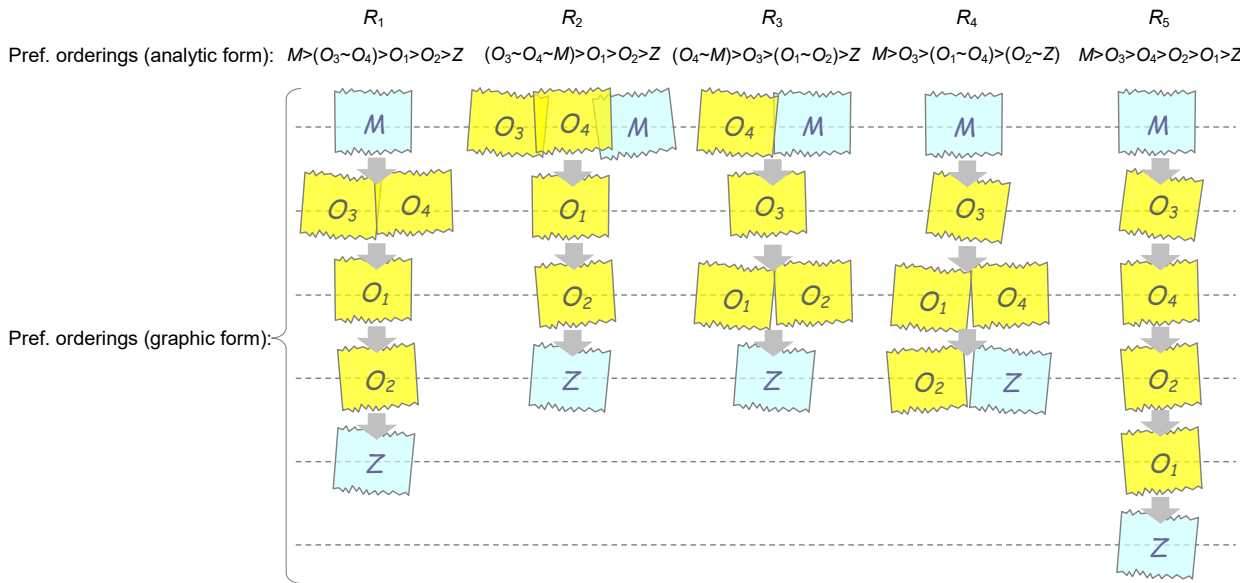 R1 R2 R3 R4 R5
Pref. orderings (analytic form): M>(O3~O4)>O1>O2>Z (O3~O4~M)>O1>O2>Z (O4~M)>O3>(O1~O2)>Z M>O3>(O1~O4)>(O2~Z) M>O3>O4>O2>O1>Z
M O3 O4 M O4 M M M
O3 O4 O1 O3 O3 O3
O1 O2 O1 O2 O1 O4 O4
Pref. orderings (graphic form):
O2 Z Z O2 Z O2
Z O1
Z